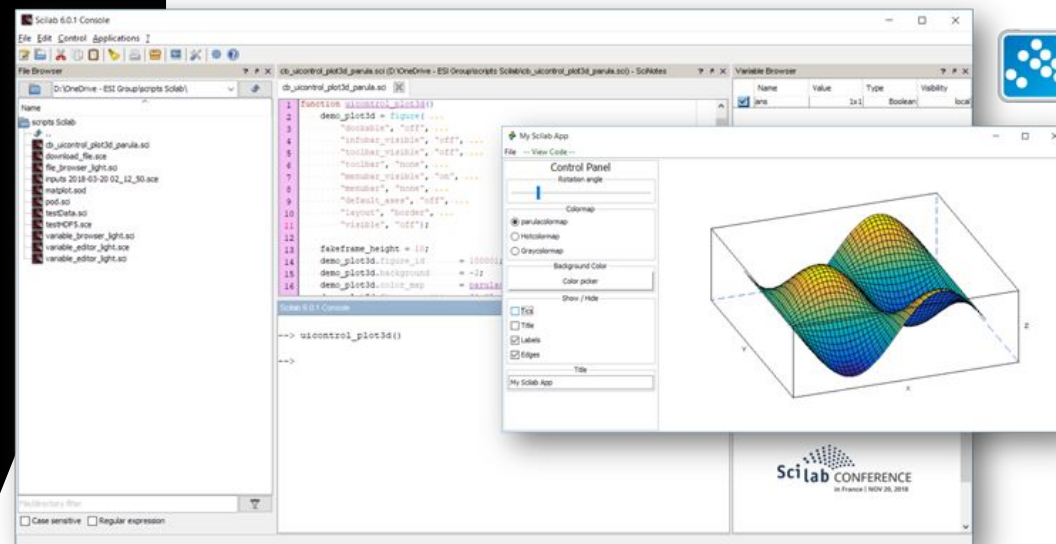 Scilab 6.0.1 Console
File Edit Control Applications ?
File Browser
D:\OneDrive - ESI Group\scripts Scilab\
Name
scripts Scilab
..
cb_uicontrol_plot3d_parula.sci
download_file.sce
file_browser_light.sci
inputs 2018-03-20 02_12_50.sce
matplot.sod
pod.sci
testData.sci
testHDF5.sce
variable_browser_light.sci
variable_editor_light.sce
variable_editor_light.sci
File/directory filter
Case sensitive Regular expression
cb_uicontrol_plot3d_parula.sci (D:\OneDrive - ESI Group\scripts Scilab\cb_uicontrol_plot3d_parula.sci) - SciNotes
cb_uicontrol_plot3d_parula.sci
1 function uicontrol_plot3d()
2 demo_plot3d = figure( ...
3 "dockable", "off", ...
4 "infobar_visible", "off", ...
5 "toolbar_visible", "off", ...
6 "toolbar", "none", ...
7 "menubar_visible", "on", ...
8 "menubar", "none", ...
9 "default_axes", "off", ...
10 "layout", "border", ...
11 "visible", "off");
12
13 fakeframe_height = 10;
14 demo_plot3d.figure_id = 100001;
15 demo_plot3d.background = -2;
16 demo_plot3d.color_map =
Scilab 6.0.1 Console
--> uicontrol_plot3d()
-->
Variable Browser
Name Value Type Visibility
ans 1x1 Boolean local
My Scilab App
File -- View Code --
Control Panel
Rotation angle
Colormap
parulacolormap
Hotcolormap
Graycolormap
Background Color
Color picker
Show / Hide
Tics
Title
Labels
Edges
Title
My Scilab App
Y
X
Z
Scilab CONFERENCE
in France | NOV 20, 2018